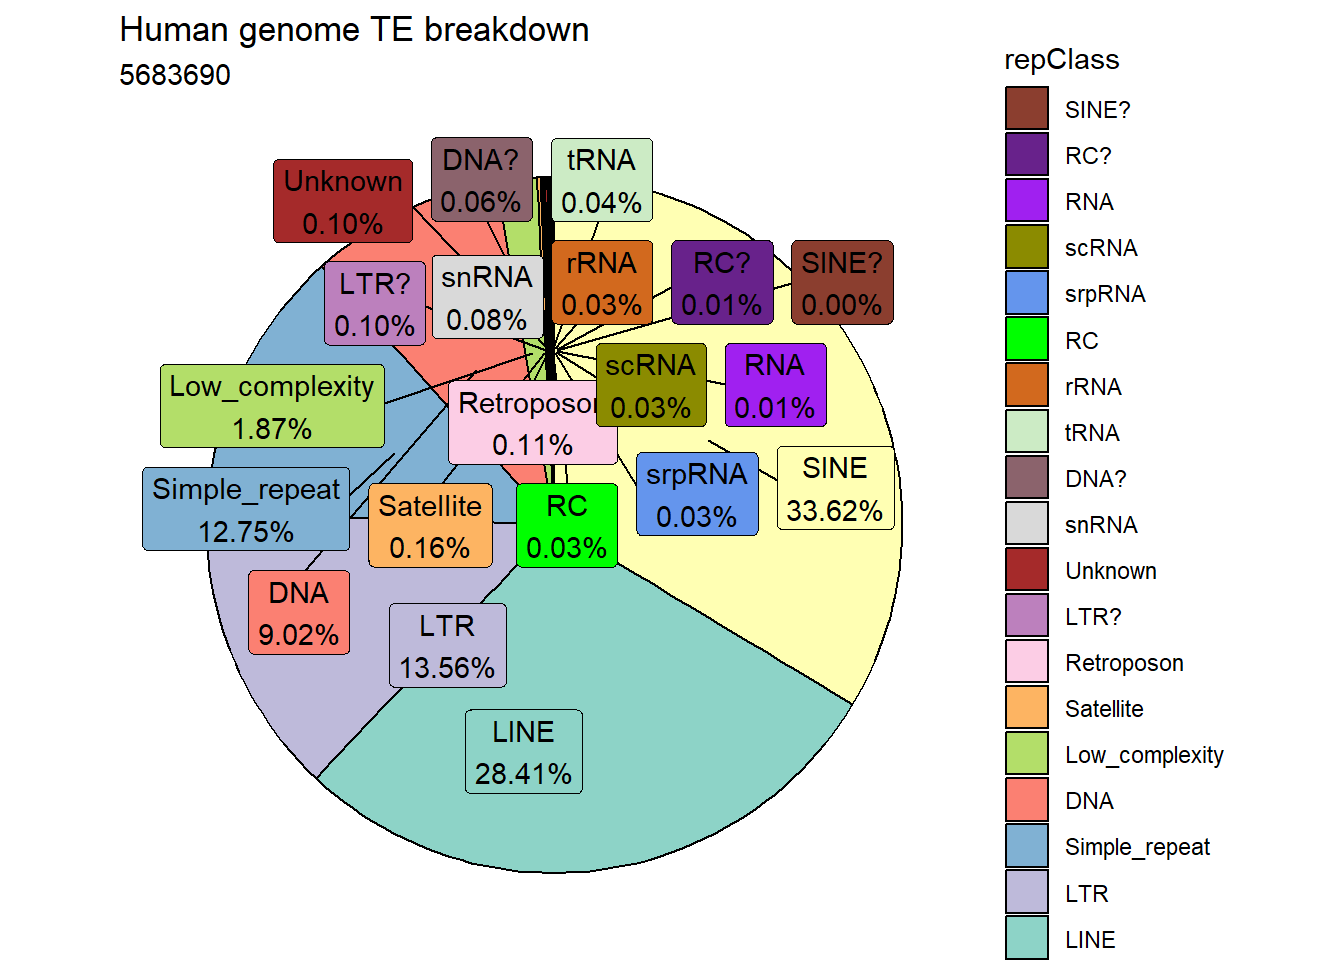 Human genome TE breakdown
5683690
Unknown
0.10%
DNA?
0.06%
tRNA
0.04%
LTR?
0.10%
snRNA
0.08%
rRNA
0.03%
RC?
0.01%
SINE?
0.00%
Low_complexity
1.87%
Retroposon
0.11%
scRNA
0.03%
RNA
0.01%
Simple_repeat
12.75%
Satellite
0.16%
RC
0.03%
srpRNA
0.03%
SINE
33.62%
DNA
9.02%
LTR
13.56%
LINE
28.41%
repClass
SINE?
RC?
RNA
scRNA
srpRNA
RC
rRNA
tRNA
DNA?
snRNA
Unknown
LTR?
Retroposon
Satellite
Low_complexity
DNA
Simple_repeat
LTR
LINE